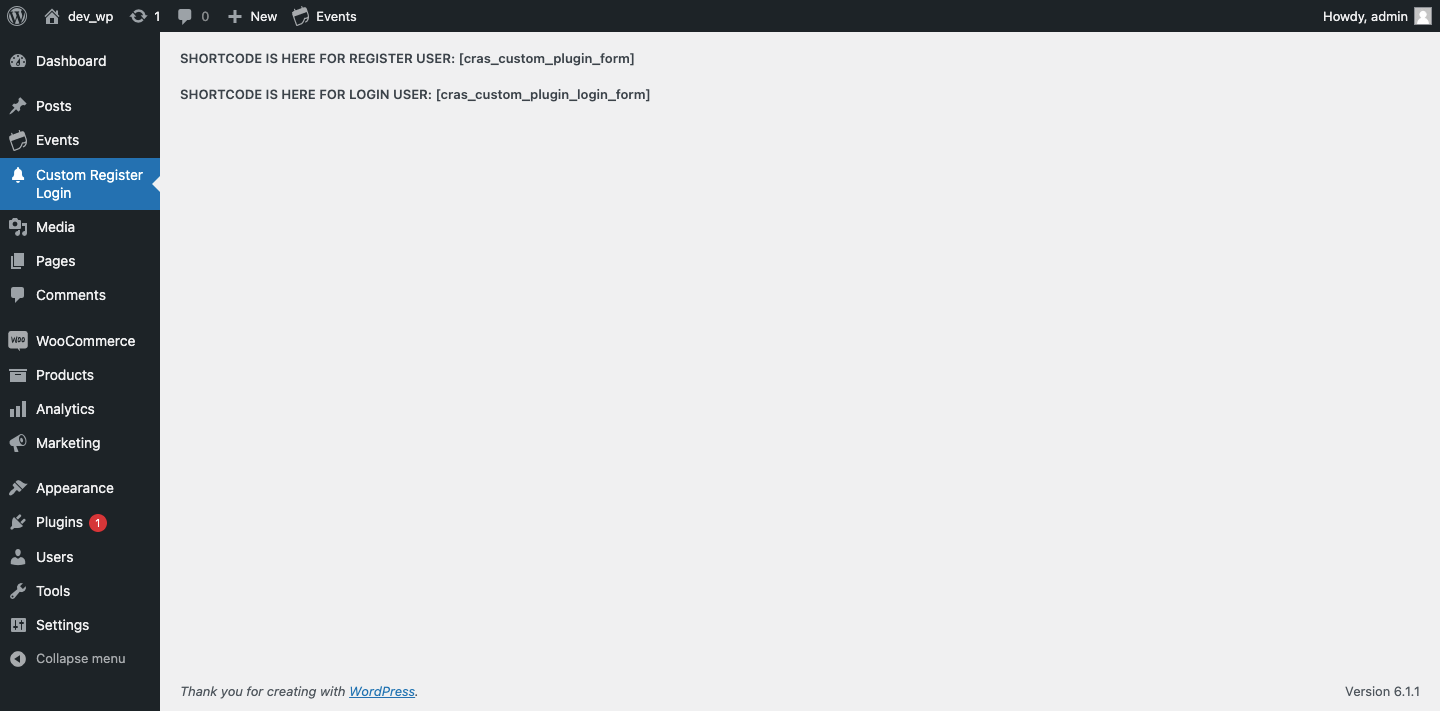 dev_wp 1 0 New Events Howdy, admin
Dashboard
Posts
Events
Custom Register
Login
Media
Pages
Comments
WOO WooCommerce
Products
Analytics
Marketing
Appearance
Plugins 1
Users
Tools
Settings
Collapse menu
SHORTCODE IS HERE FOR REGISTER USER: [cras_custom_plugin_form]
SHORTCODE IS HERE FOR LOGIN USER: [cras_custom_plugin_login_form]
Thank you for creating with WordPress. Version 6.1.1